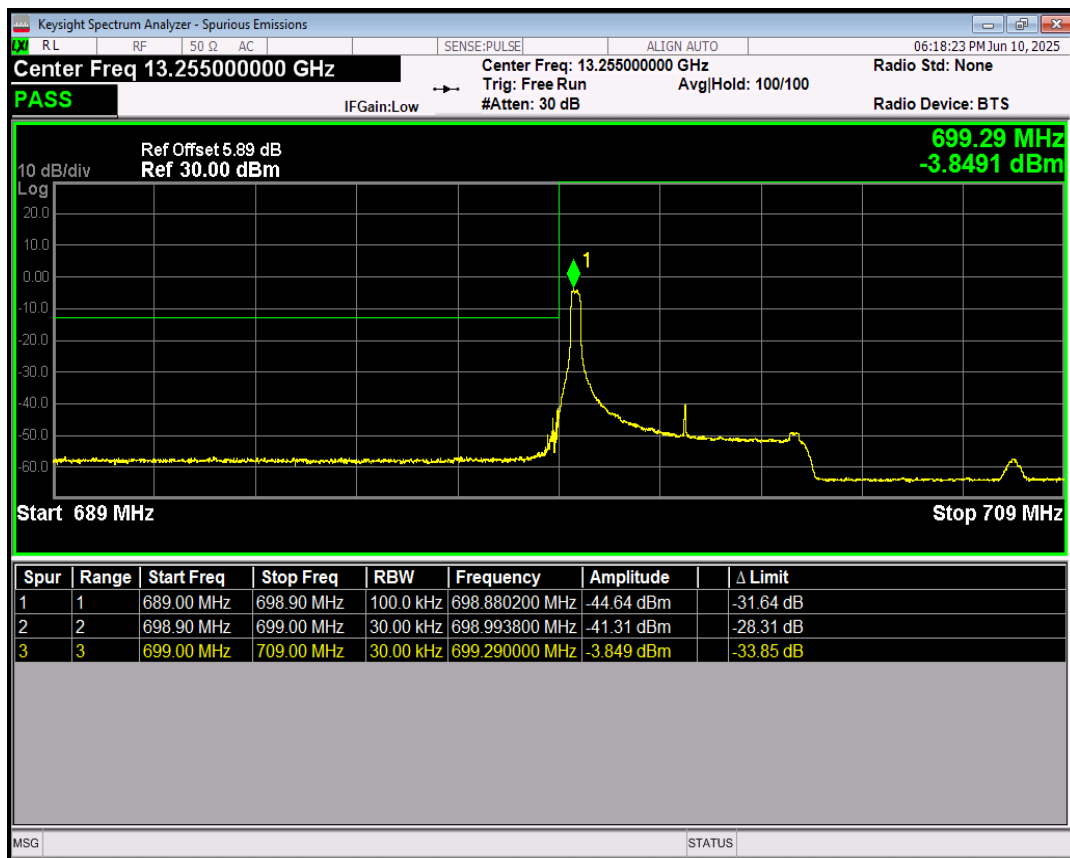 Keysight Spectrum Analyzer - Spurious Emissions
LXI RL RF 50 Ω AC SENSE:PULSE ALIGN AUTO 06:18:23 PM Jun 10, 2025
Center Freq 13.255000000 GHz Center Freq: 13.255000000 GHz Radio Std: None
Trig: Free Run Avg|Hold: 100/100
PASS IFGain:Low #Atten: 30 dB Radio Device: BTS
699.29 MHz
Ref Offset 5.89 dB
10 dB/div Ref 30.00 dBm -3.8491 dBm
Log
20.0
10.0
1
0.00
-10.0
-20.0
-30.0
-40.0
-50.0
-60.0
Start 689 MHz Stop 709 MHz
Spur Range Start Freq Stop Freq RBW Frequency Amplitude Δ Limit
1 1 689.00 MHz 698.90 MHz 100.0 kHz 698.880200 MHz -44.64 dBm -31.64 dB
2 2 698.90 MHz 699.00 MHz 30.00 kHz 698.993800 MHz -41.31 dBm -28.31 dB
3 3 699.00 MHz 709.00 MHz 30.00 kHz 699.290000 MHz -3.849 dBm -33.85 dB
MSG STATUS